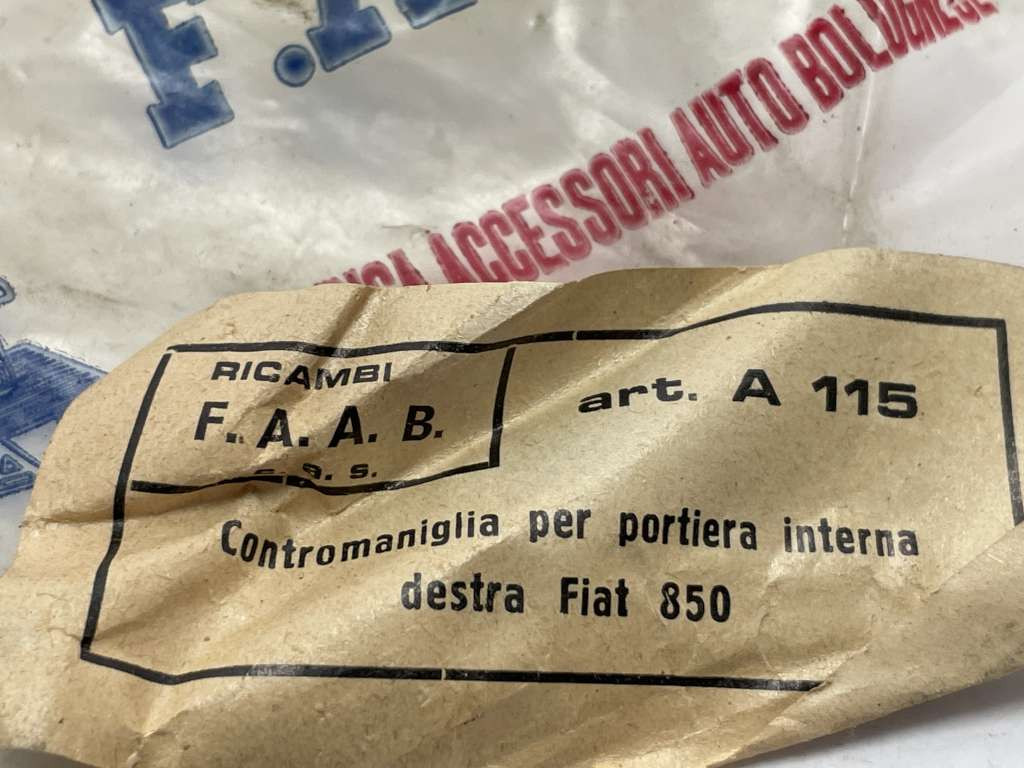 F.A
ACCESSORI AUTO BOLOGNESE
RICAMBI
F. A. A. B.
s. a. s.
art. A 115
Contromaniglia per portiera interna
destra Fiat 850